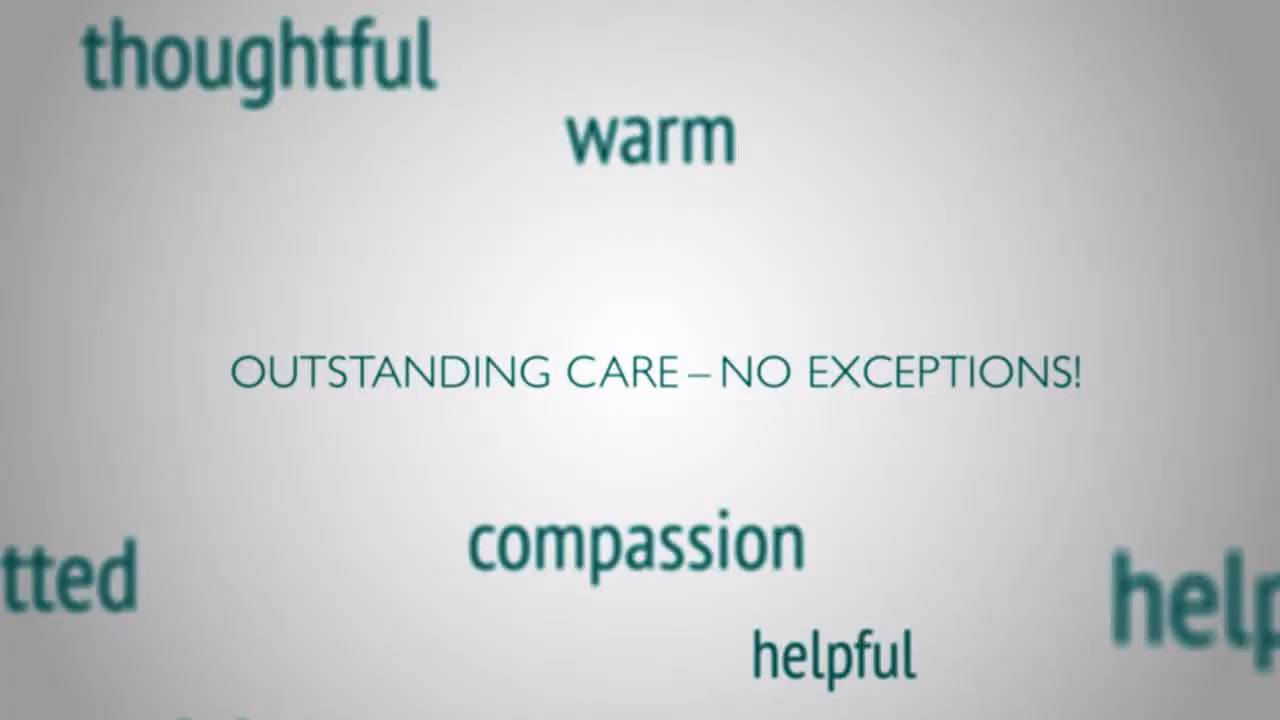 thoughtful
warm
OUTSTANDING CARE – NO EXCEPTIONS!
compassion
tted
help
helpful